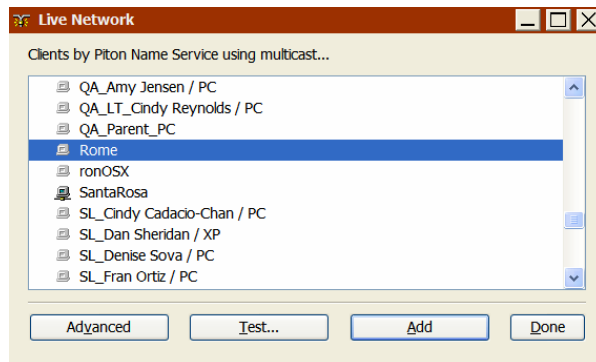 Live Network
Clients by Piton Name Service using multicast...
QA_Amy Jensen / PC
QA_LT_Cindy Reynolds / PC
QA_Parent_PC
Rome
ronOSX
SantaRosa
SL_Cindy Cadacio-Chan / PC
SL_Dan Sheridan / XP
SL_Denise Sova / PC
SL_Fran Ortiz / PC
Advanced Test... Add Done